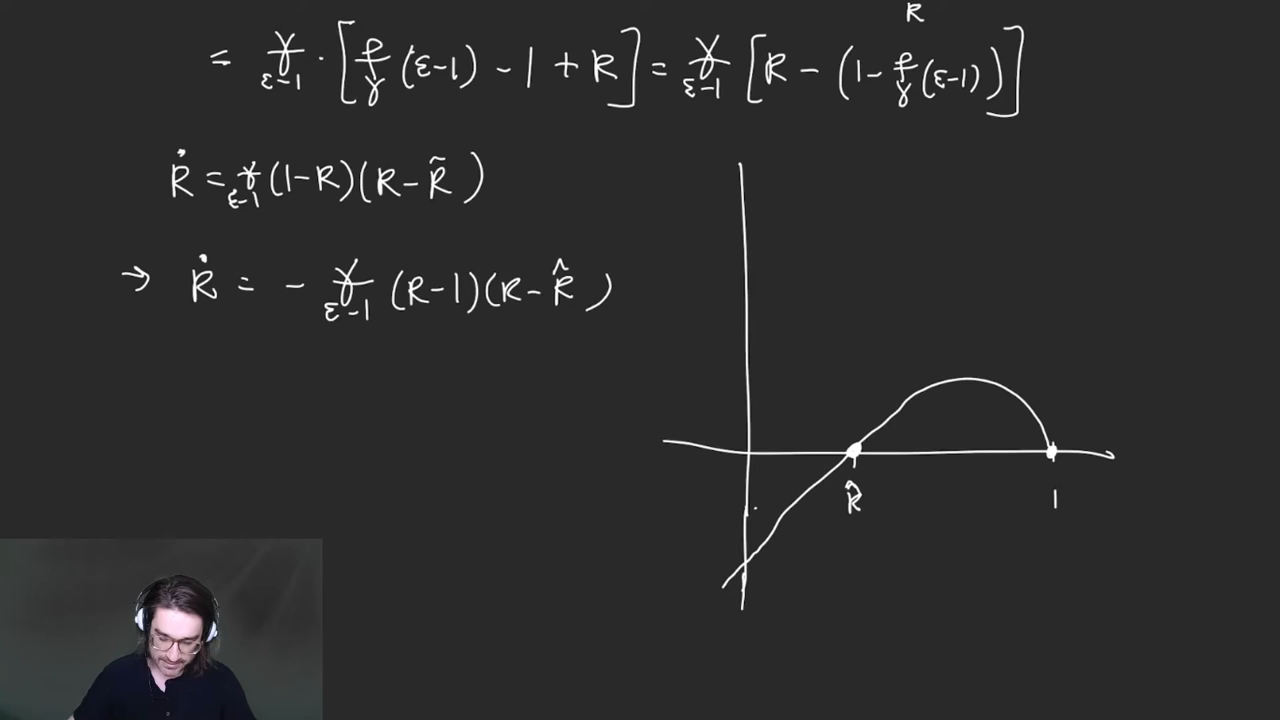 R
= γ/(ε-1) · [ρ/γ (ε-1) - 1 + R] = γ/(ε-1) [R - (1 - ρ/γ (ε-1))]
Ṙ = γ/(ε-1) (1-R)(R-R̃)
→ Ṙ = - γ/(ε-1) (R-1)(R-R̂)
R̂ 1